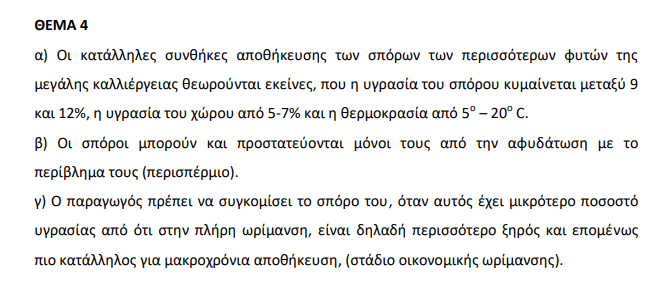 ΘΕΜΑ 4
α) Οι κατάλληλες συνθήκες αποθήκευσης των σπόρων των περισσότερων φυτών της
μεγάλης καλλιέργειας θεωρούνται εκείνες, που η υγρασία του σπόρου κυμαίνεται μεταξύ 9
και 12%, η υγρασία του χώρου από 5-7% και η θερμοκρασία από 5° – 20° C.
β) Οι σπόροι μπορούν και προστατεύονται μόνοι τους από την αφυδάτωση με το
περίβλημα τους (περισπέρμιο).
γ) Ο παραγωγός πρέπει να συγκομίσει το σπόρο του, όταν αυτός έχει μικρότερο ποσοστό
υγρασίας από ότι στην πλήρη ωρίμανση, είναι δηλαδή περισσότερο ξηρός και επομένως
πιο κατάλληλος για μακροχρόνια αποθήκευση, (στάδιο οικονομικής ωρίμανσης).